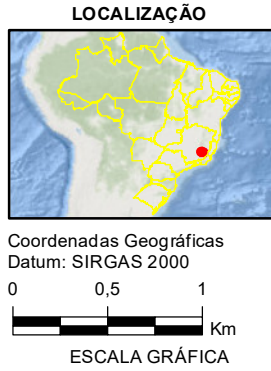 LOCALIZAÇÃO
Coordenadas Geográficas
Datum: SIRGAS 2000
0 0,5 1
Km
ESCALA GRÁFICA